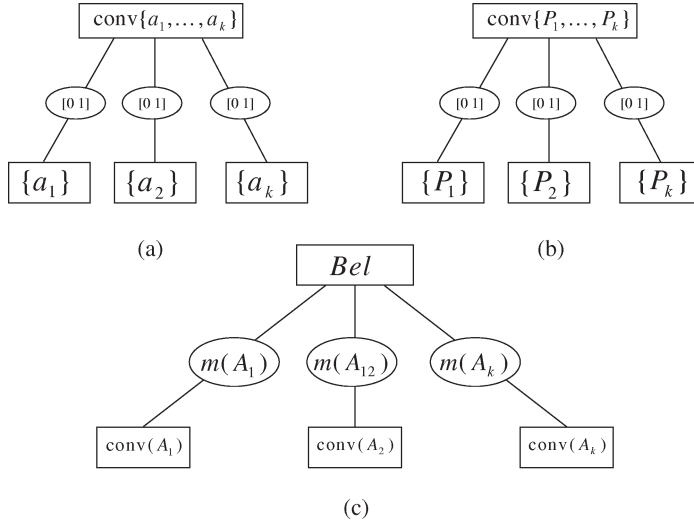 conv{a₁,…,aₖ} conv{P₁,…,Pₖ}
[0 1] [0 1] [0 1] [0 1] [0 1] [0 1]
{a₁} {a₂} {aₖ} {P₁} {P₂} {Pₖ}
(a) (b)
Bel
m(A₁) m(A₁₂) m(Aₖ)
conv(A₁) conv(A₂) conv(Aₖ)
(c)